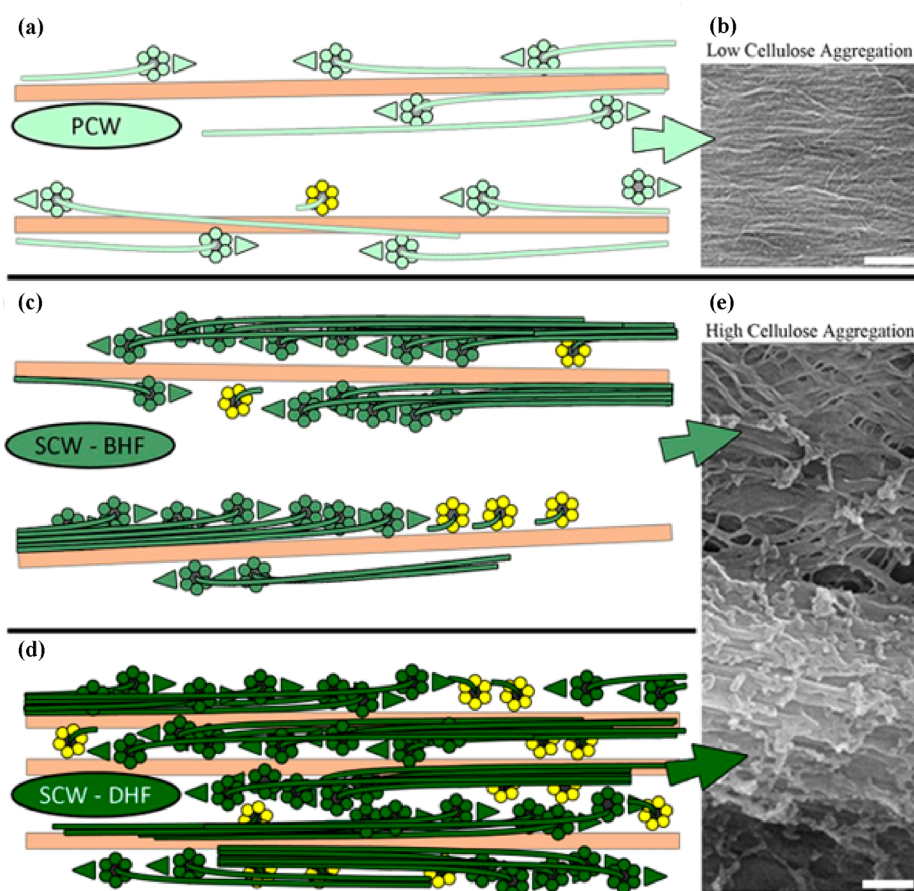 (a)
(b)
Low Cellulose Aggregation
PCW
(c)
(e)
High Cellulose Aggregation
SCW - BHF
(d)
SCW - DHF